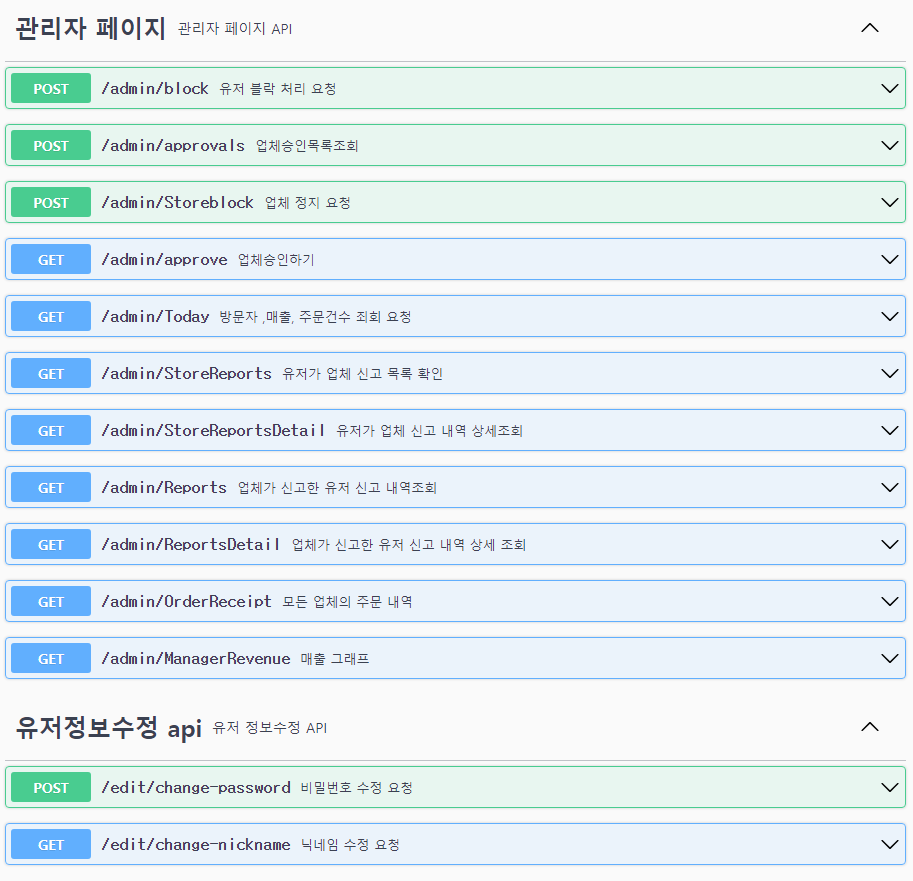 관리자 페이지 관리자 페이지 API
POST /admin/block 유저 블락 처리 요청
POST /admin/approvals 업체승인목록조회
POST /admin/Storeblock 업체 정지 요청
GET /admin/approve 업체승인하기
GET /admin/Today 방문자 ,매출, 주문건수 죄회 요청
GET /admin/StoreReports 유저가 업체 신고 목록 확인
GET /admin/StoreReportsDetail 유저가 업체 신고 내역 상세조회
GET /admin/Reports 업체가 신고한 유저 신고 내역조회
GET /admin/ReportsDetail 업체가 신고한 유저 신고 내역 상세 조회
GET /admin/OrderReceipt 모든 업체의 주문 내역
GET /admin/ManagerRevenue 매출 그래프
유저정보수정 api 유저 정보수정 API
POST /edit/change-password 비밀번호 수정 요청
GET /edit/change-nickname 닉네임 수정 요청